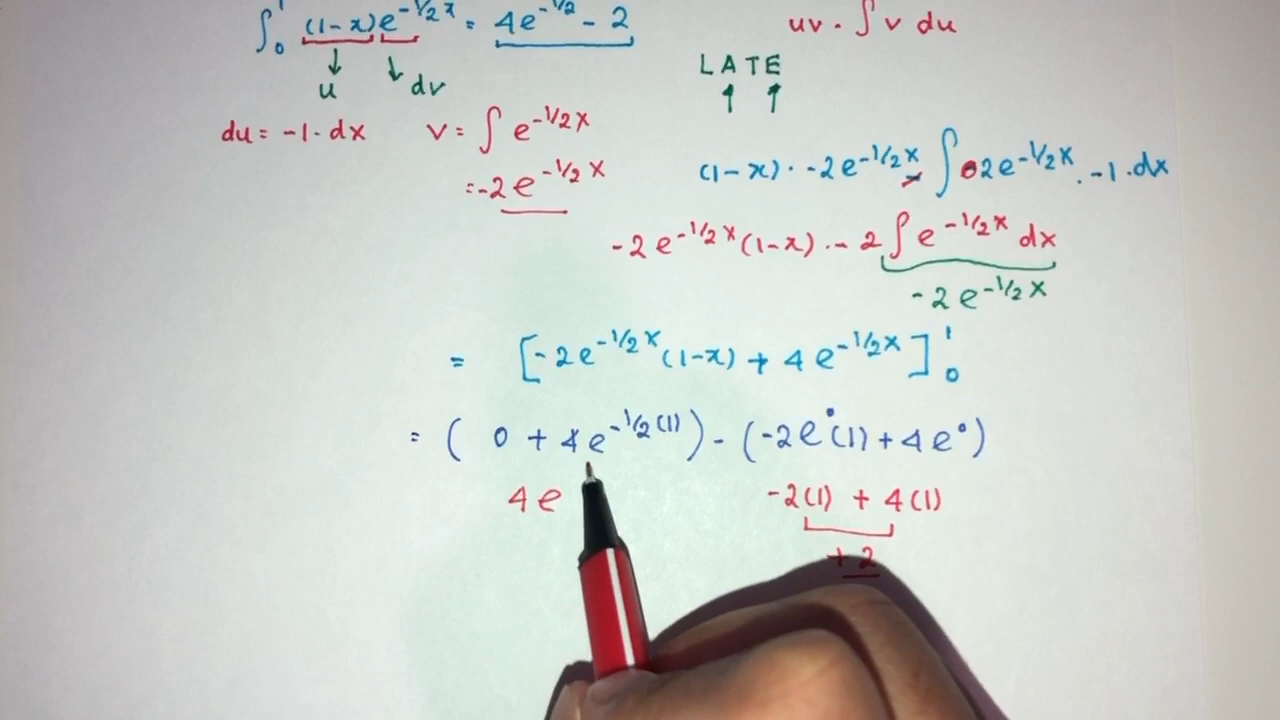 ∫₀¹ (1-x)e^(-1/2x) = 4e^(-1/2) - 2
uv - ∫ v du
u
dv
LATE
du = -1·dx
v = ∫ e^(-1/2x)
= -2e^(-1/2x)
(1-x)· -2e^(-1/2x) - ∫ -2e^(-1/2x) . -1.dx
-2e^(-1/2x)(1-x) .- 2∫e^(-1/2x) dx
-2e^(-1/2x)
= [-2e^(-1/2x)(1-x) + 4e^(-1/2x)]₀¹
= ( 0 + 4e^(-1/2(1)) ) - (-2e⁰(1) + 4e⁰)
4e
-2(1) + 4(1)
+2